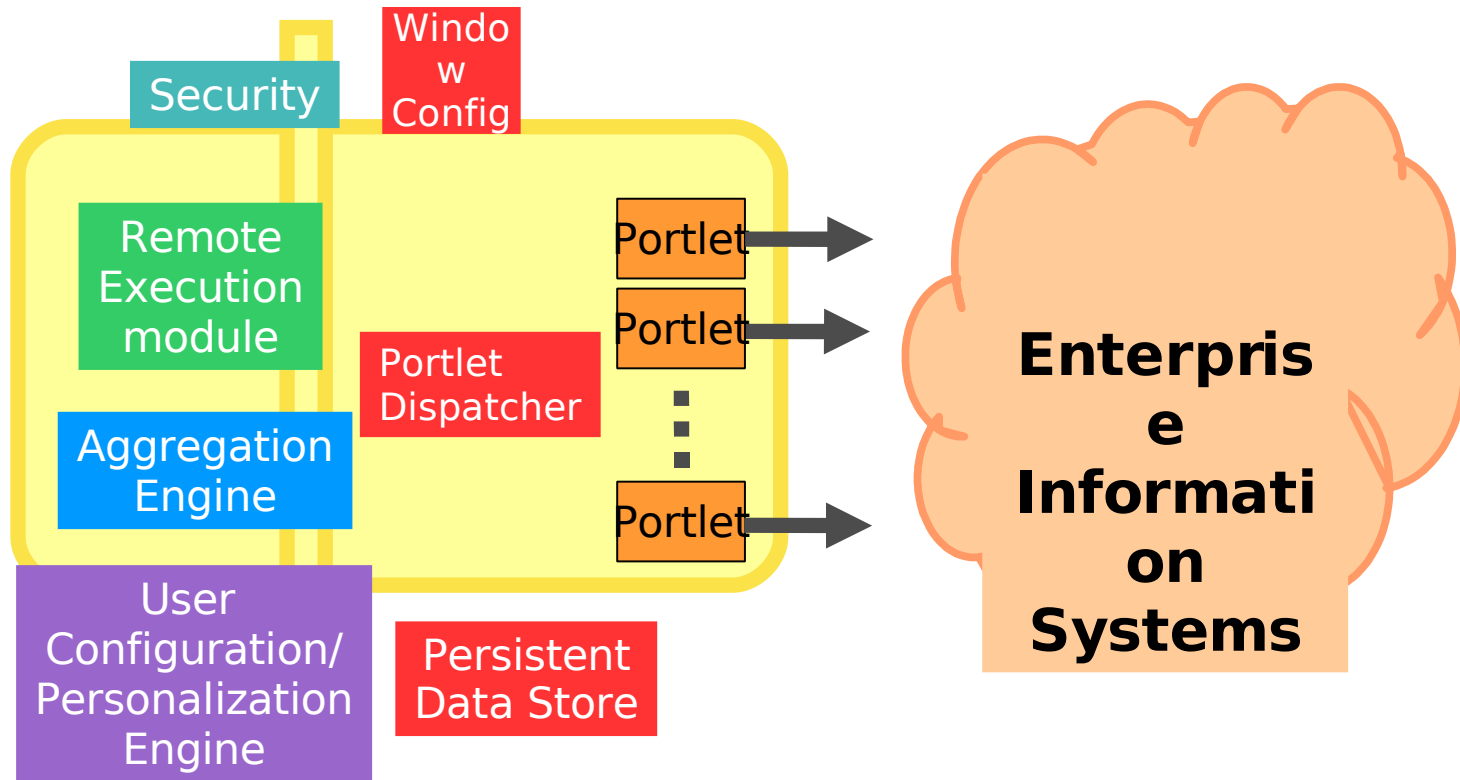 Security
Windo
w
Config
Remote
Execution
module
Portlet
Portlet
Portlet
Dispatcher
Aggregation
Engine
Portlet
User
Configuration/
Personalization
Engine
Persistent
Data Store
Enterpris
e
Informati
on
Systems